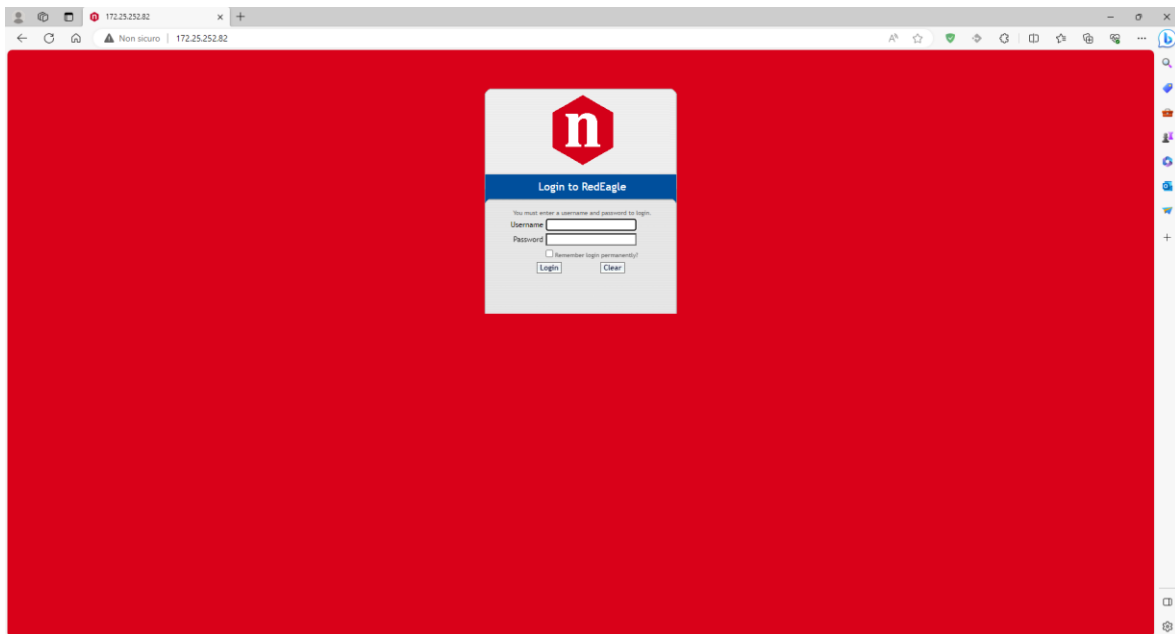 172.25.252.82
Non sicuro | 172.25.252.82
n
Login to RedEagle
You must enter a username and password to login.
Username
Password
Remember login permanently?
Login Clear